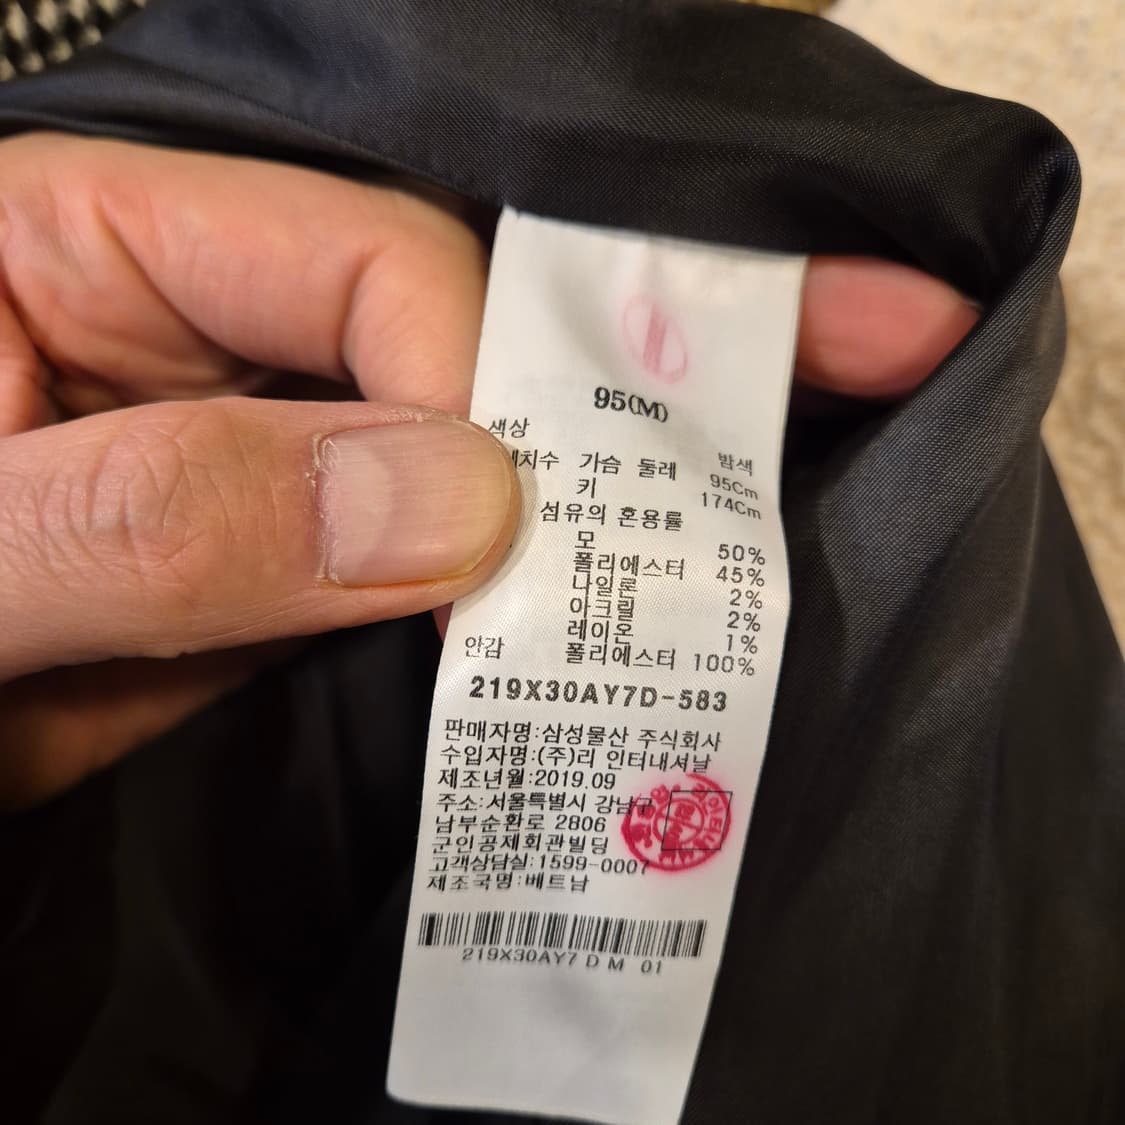 95(M)
색상 밤색
치수 가슴 둘레 95Cm
키 174Cm
섬유의 혼용률
모 50%
폴리에스터 45%
나일론 2%
아크릴 2%
레이온 1%
안감 폴리에스터 100%
219X30AY7D-583
판매자명:삼성물산 주식회사
수입자명:(주)리 인터내셔날
제조년월:2019.09
주소:서울특별시 강남구
남부순환로 2806
군인공제회관빌딩
고객상담실:1599-0007
제조국명:베트남
219X30AY7 D M 01